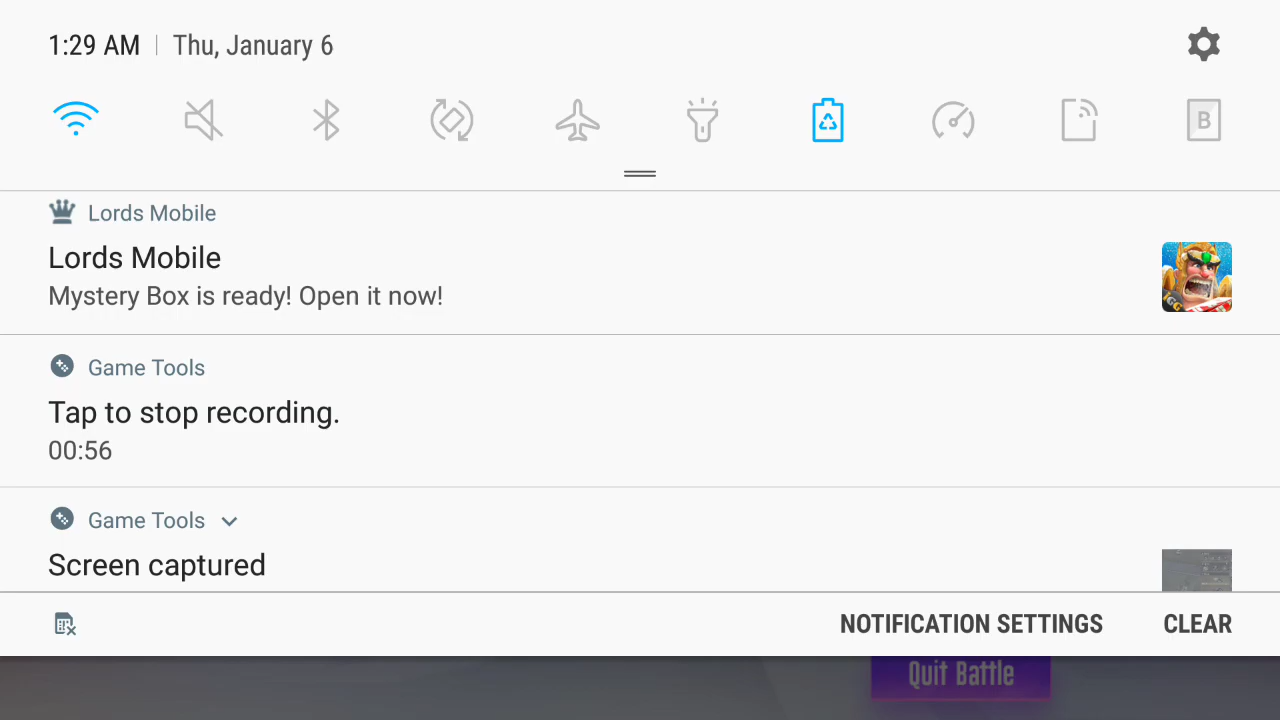 1:29 AM Thu, January 6
B
Lords Mobile
Lords Mobile
Mystery Box is ready! Open it now!
Game Tools
Tap to stop recording.
00:56
Game Tools
Screen captured
NOTIFICATION SETTINGS CLEAR
Quit Battle